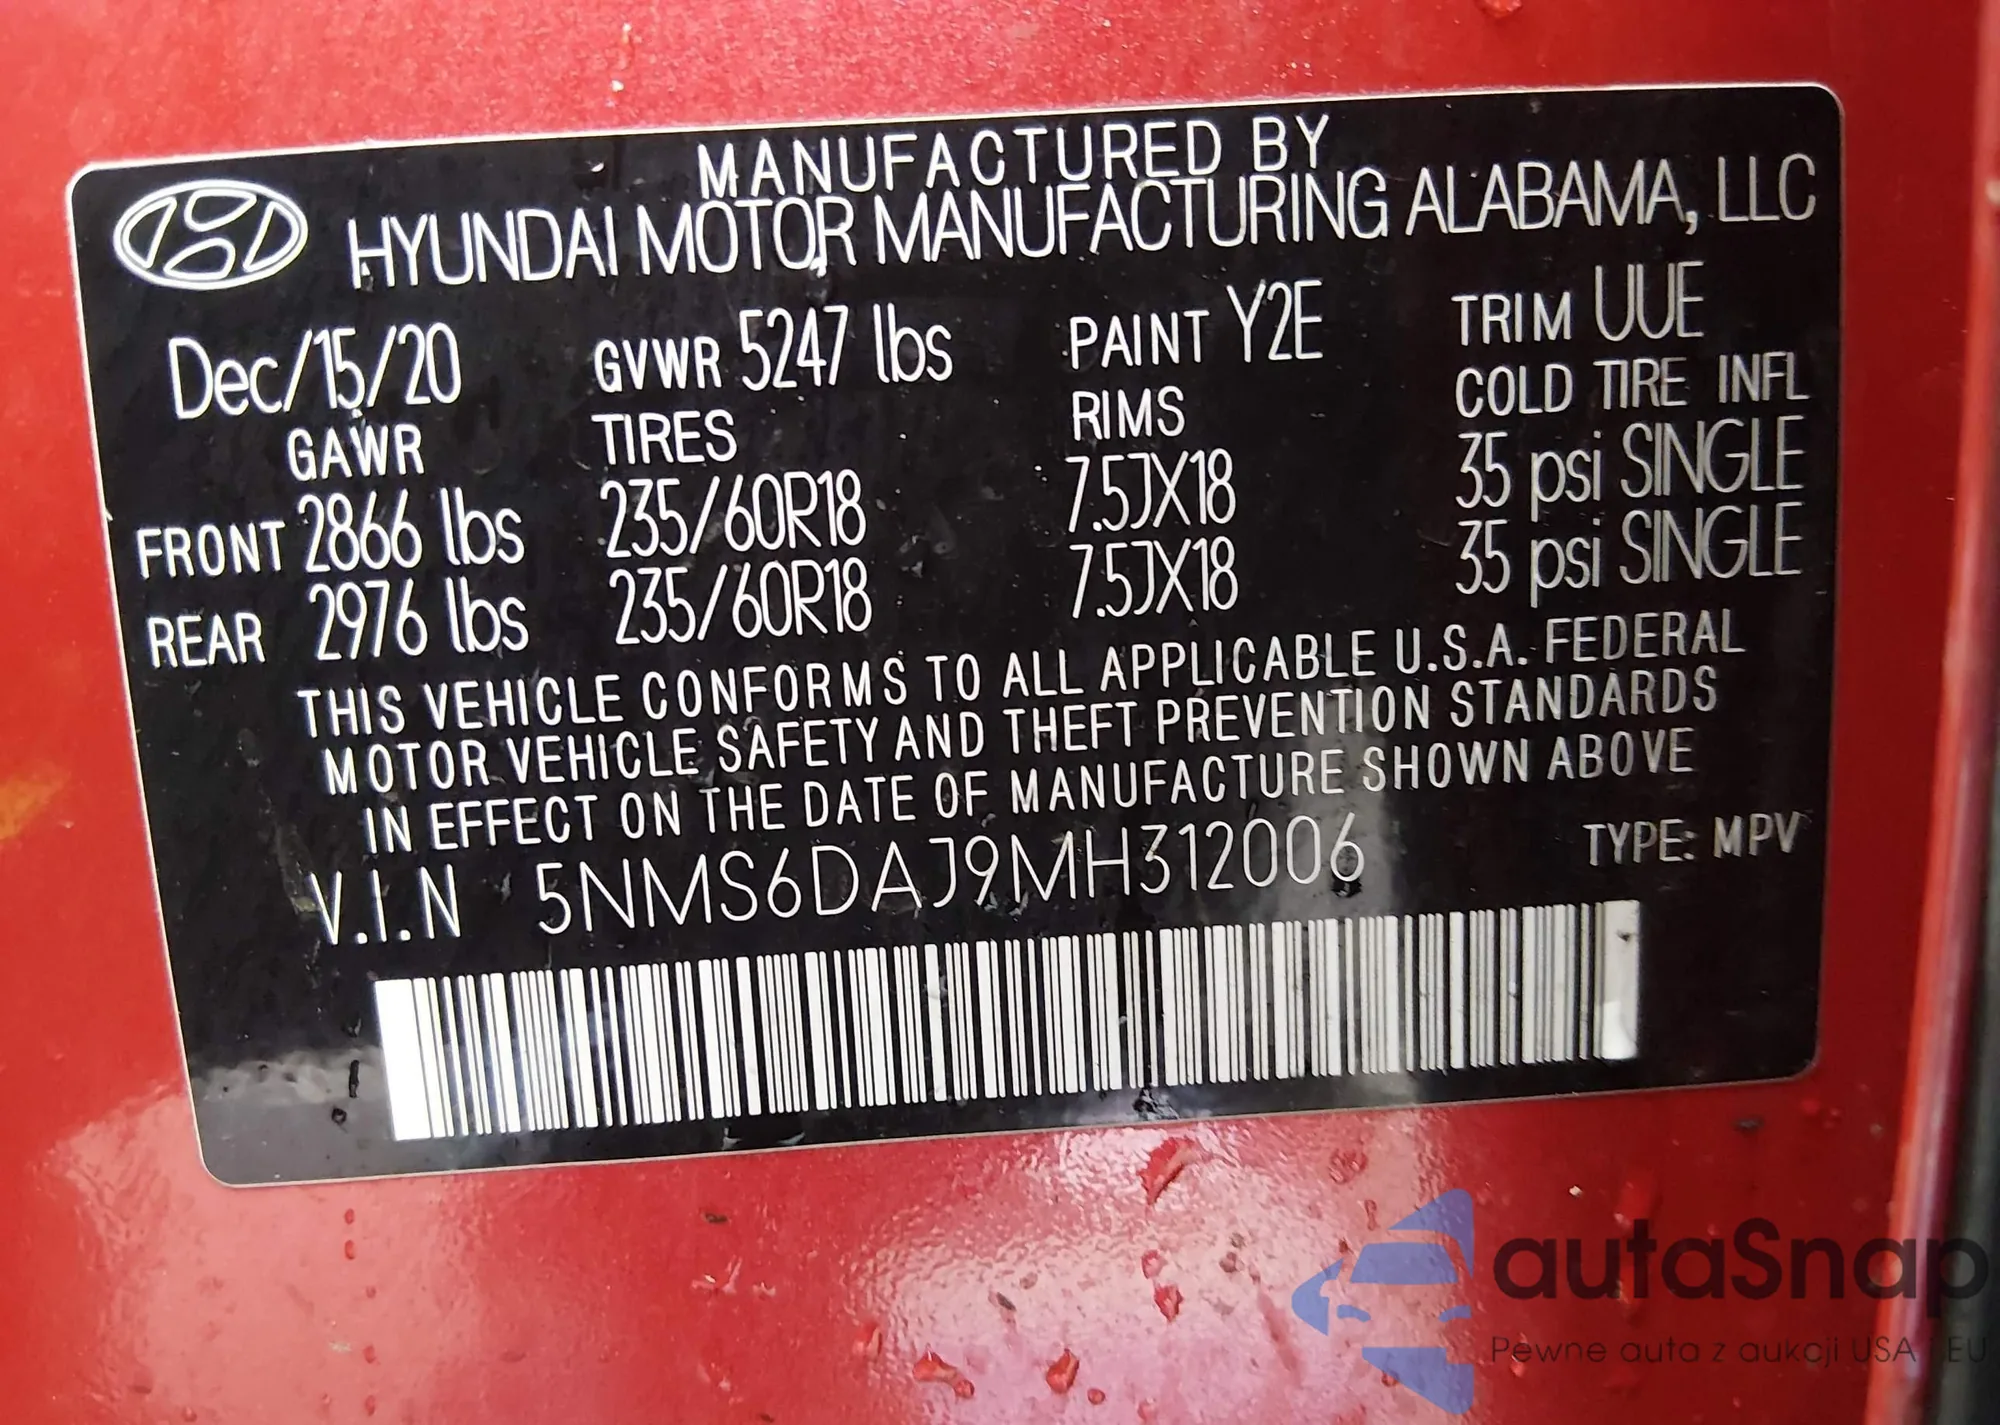 MANUFACTURED BY
HYUNDAI MOTOR MANUFACTURING ALABAMA, LLC
Dec/15/20 GVWR 5247 lbs PAINT Y2E TRIM UUE
GAWR TIRES RIMS COLD TIRE INFL
FRONT 2866 lbs 235/60R18 7.5JX18 35 psi SINGLE
REAR 2976 lbs 235/60R18 7.5JX18 35 psi SINGLE
THIS VEHICLE CONFORMS TO ALL APPLICABLE U.S.A. FEDERAL
MOTOR VEHICLE SAFETY AND THEFT PREVENTION STANDARDS
IN EFFECT ON THE DATE OF MANUFACTURE SHOWN ABOVE
V.I.N 5NMS6DAJ9MH312006 TYPE: MPV
autaSnap
Pewne auta z aukcji USA i EU